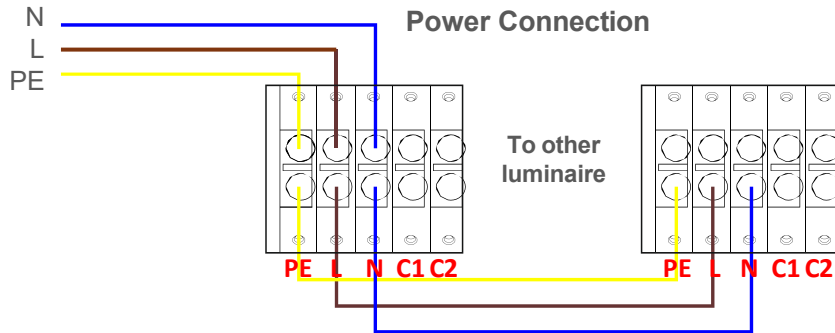 N
Power Connection
L
PE
To other
luminaire
PE L N C1 C2
PE L N C1 C2